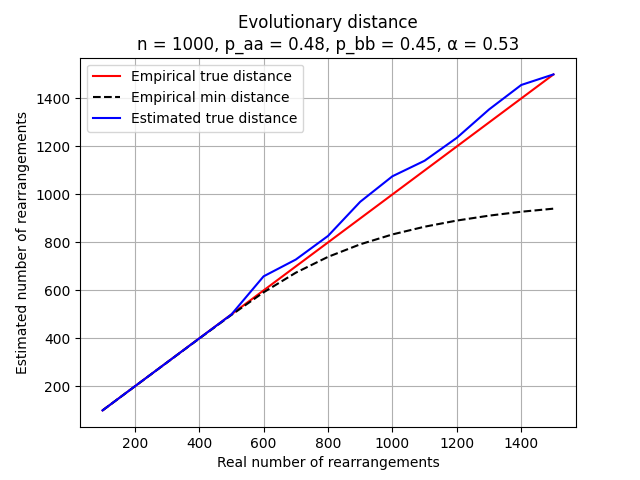 Evolutionary distance
n = 1000, p_aa = 0.48, p_bb = 0.45, α = 0.53
Empirical true distance
Empirical min distance
Estimated true distance
Estimated number of rearrangements
1400
1200
1000
800
600
400
200
200 400 600 800 1000 1200 1400
Real number of rearrangements